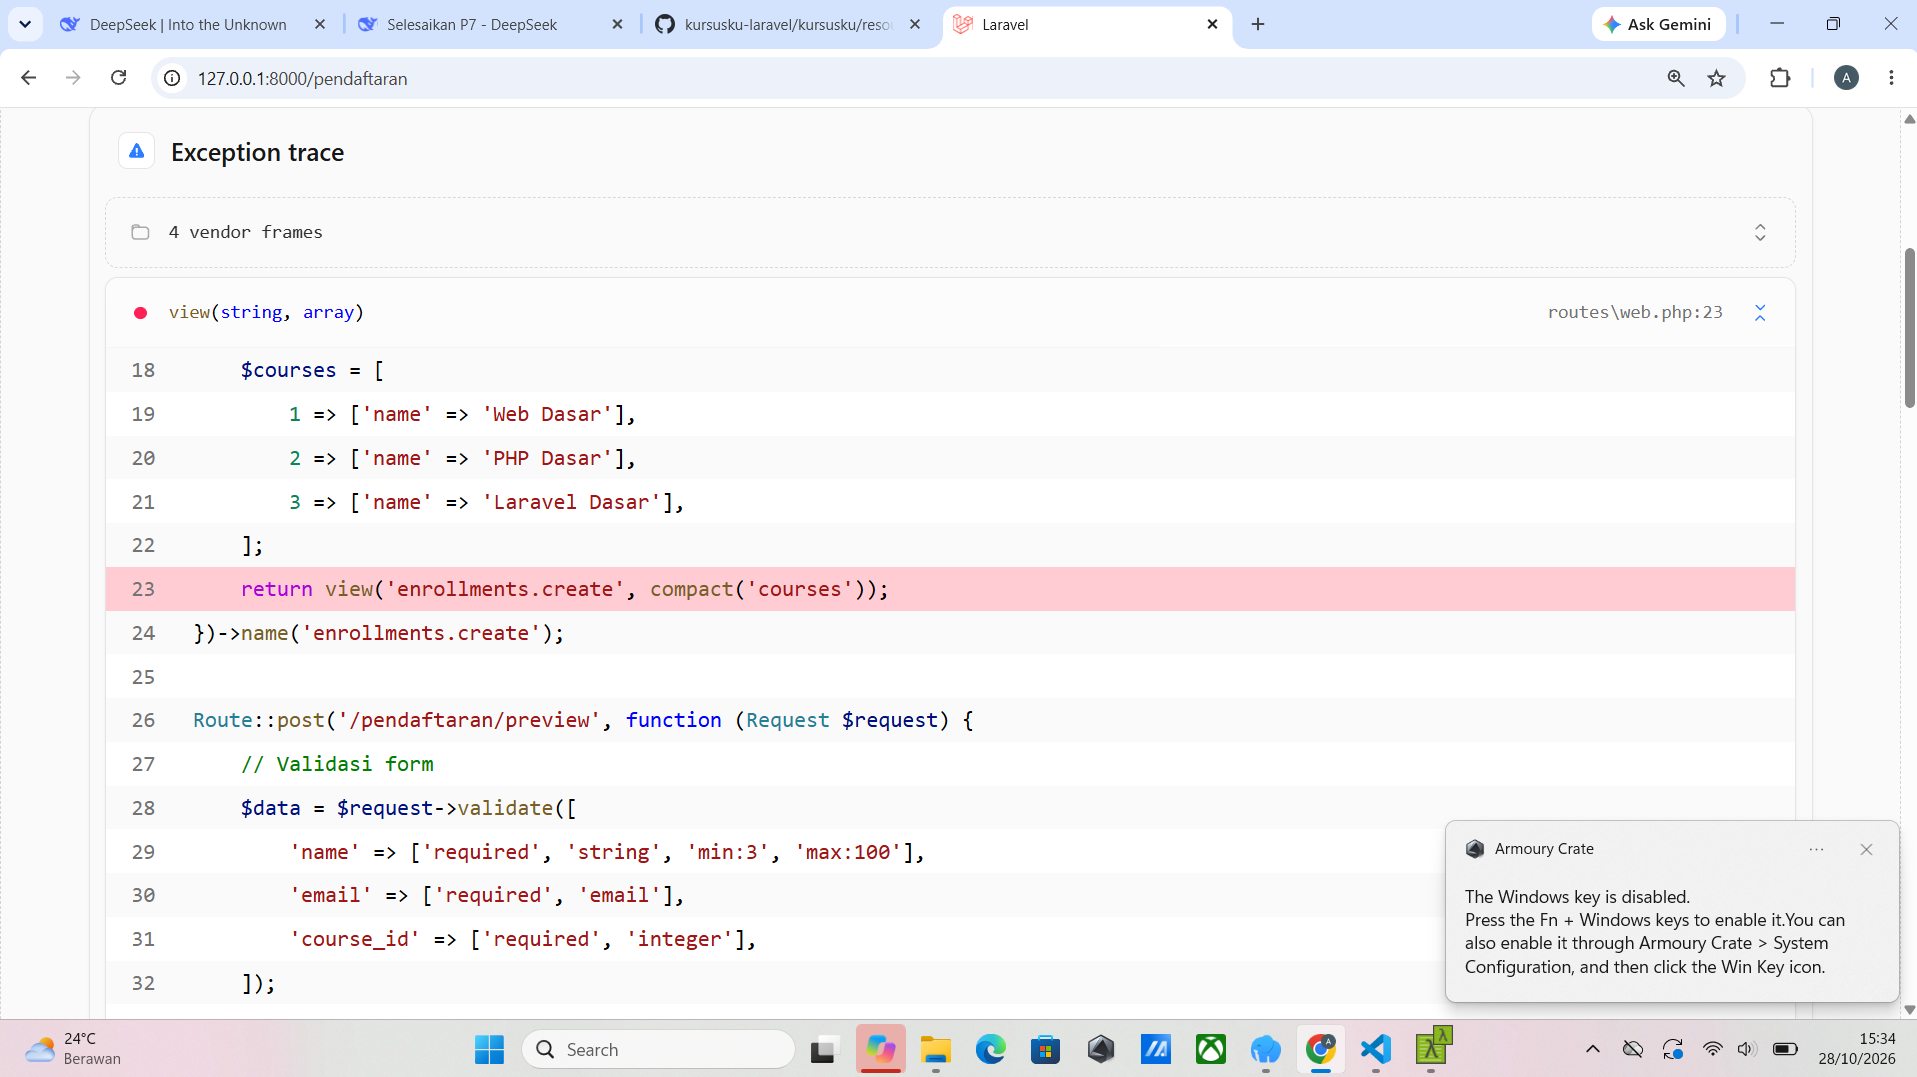 DeepSeek | Into the Unknown
Selesaikan P7 - DeepSeek
kursusku-laravel/kursusku/reso
Laravel
Ask Gemini
127.0.0.1:8000/pendaftaran
A
Exception trace
4 vendor frames
view(string, array)
routes\web.php:23
18 $courses = [
19 1 => ['name' => 'Web Dasar'],
20 2 => ['name' => 'PHP Dasar'],
21 3 => ['name' => 'Laravel Dasar'],
22 ];
23 return view('enrollments.create', compact('courses'));
24 })->name('enrollments.create');
25
26 Route::post('/pendaftaran/preview', function (Request $request) {
27 // Validasi form
28 $data = $request->validate([
29 'name' => ['required', 'string', 'min:3', 'max:100'],
30 'email' => ['required', 'email'],
31 'course_id' => ['required', 'integer'],
32 ]);
Armoury Crate
The Windows key is disabled.
Press the Fn + Windows keys to enable it.You can
also enable it through Armoury Crate > System
Configuration, and then click the Win Key icon.
24°C
Berawan
Search
15:34
28/10/2026